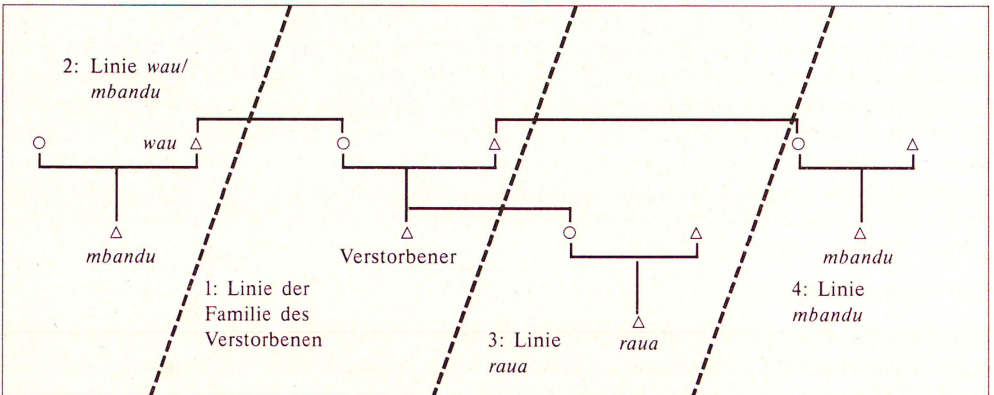 2: Linie wau/
mbandu
wau
mbandu
Verstorbener
1: Linie der
Familie des
Verstorbenen
3: Linie
raua
raua
mbandu
4: Linie
mbandu